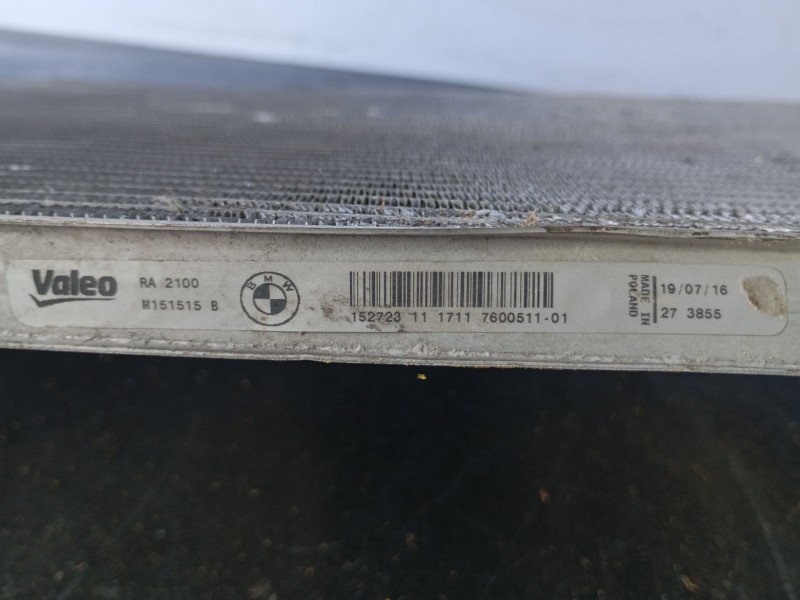 Valeo
RA 2100
M151515 B
BMW
152723 11 1711 7600511-01
MADE IN
POLAND
19/07/16
27 3855